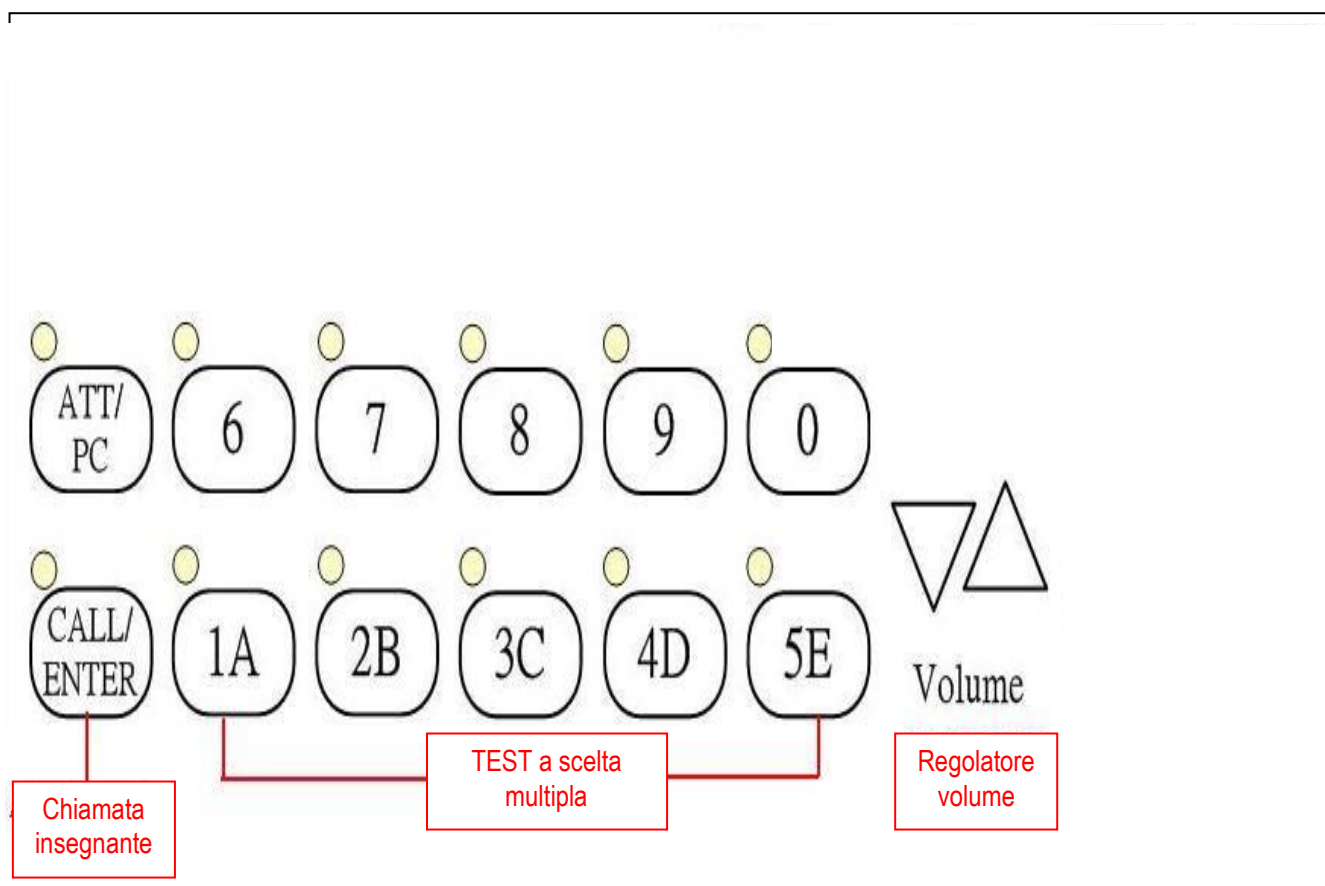 ATT/
PC
6
7
8
9
0
CALL/
ENTER
1A
2B
3C
4D
5E
Volume
TEST a scelta
multipla
Regolatore
volume
Chiamata
insegnante